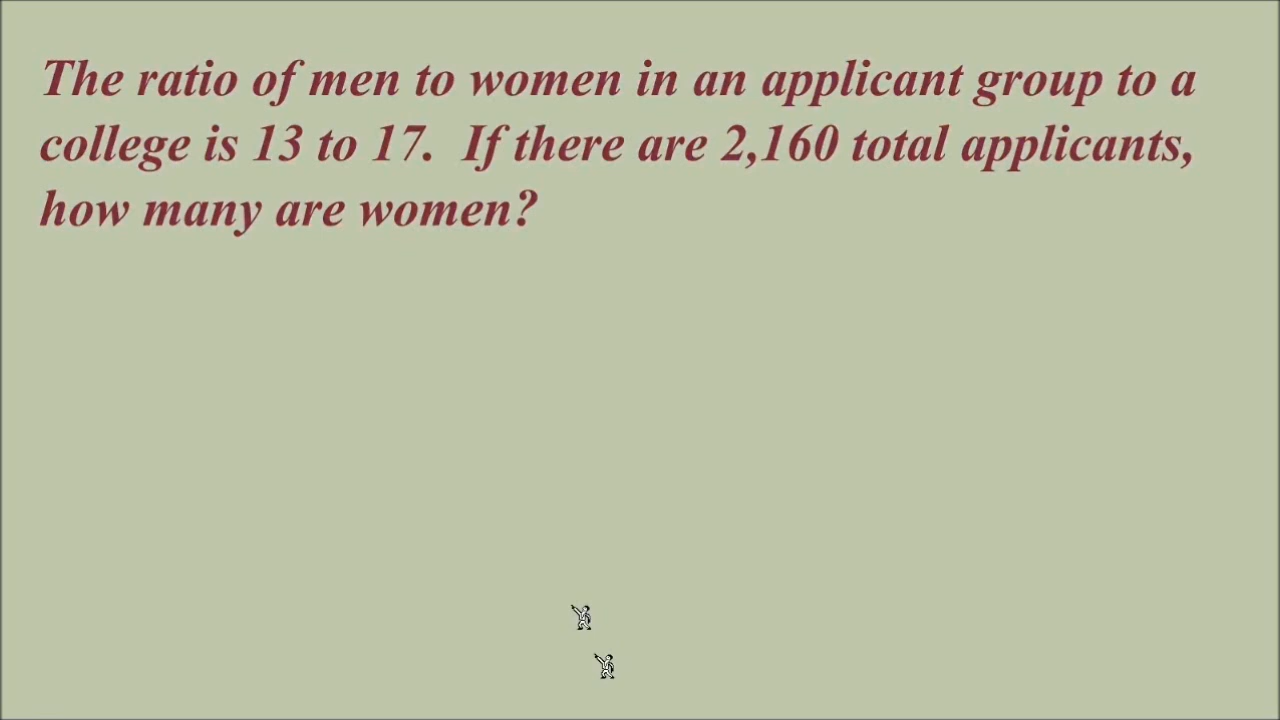 The ratio of men to women in an applicant group to a
college is 13 to 17.  If there are 2,160 total applicants,
how many are women?